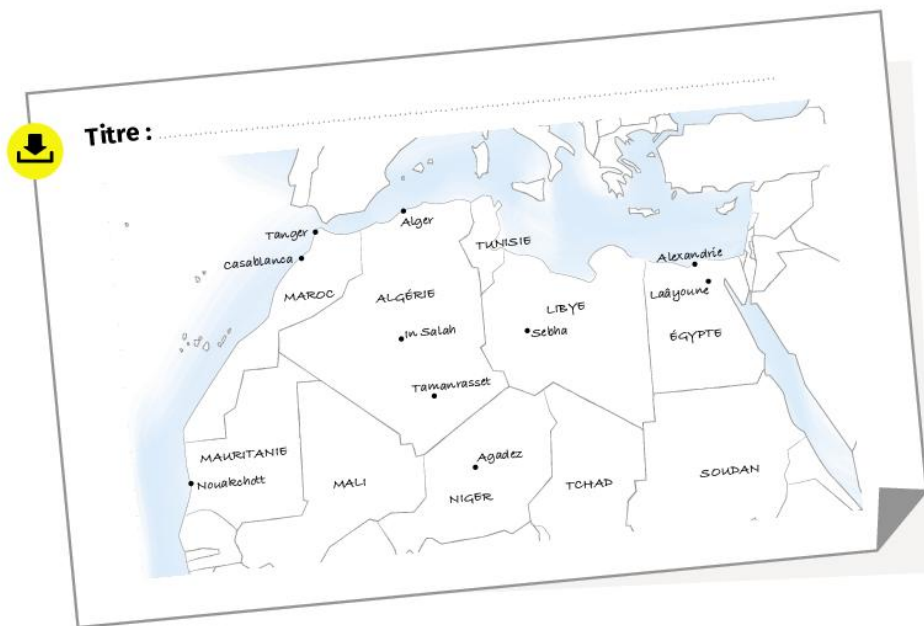 Titre :
Tanger
Alger
Casablanca
TUNISIE
Alexandrie
MAROC
ALGÉRIE
LIBYE
Laâyoune
In Salah
Sebha
ÉGYPTE
Tamanrasset
MAURITANIE
Agadez
Nouakchott
MALI
NIGER
TCHAD
SOUDAN